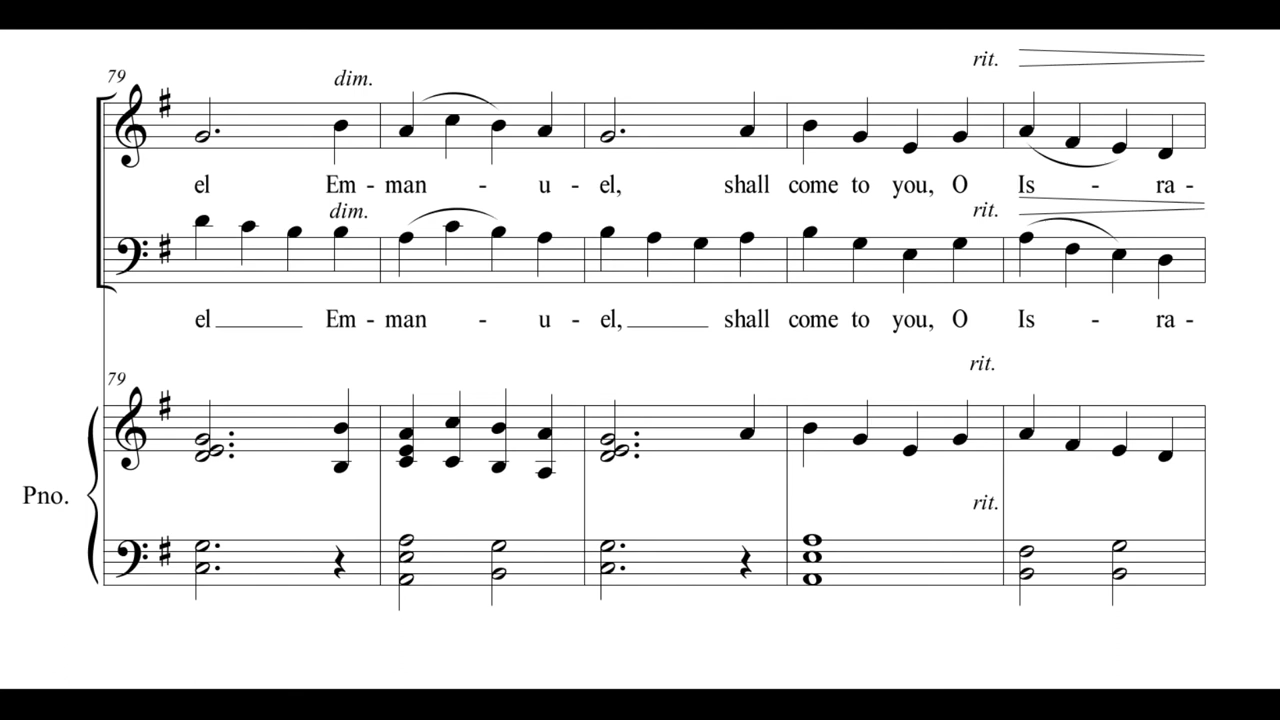 rit.
79
dim.
el Em - man - u - el, shall come to you, O Is - ra -
dim. rit.
el Em - man - u - el, shall come to you, O Is - ra -
rit.
79
Pno.
rit.